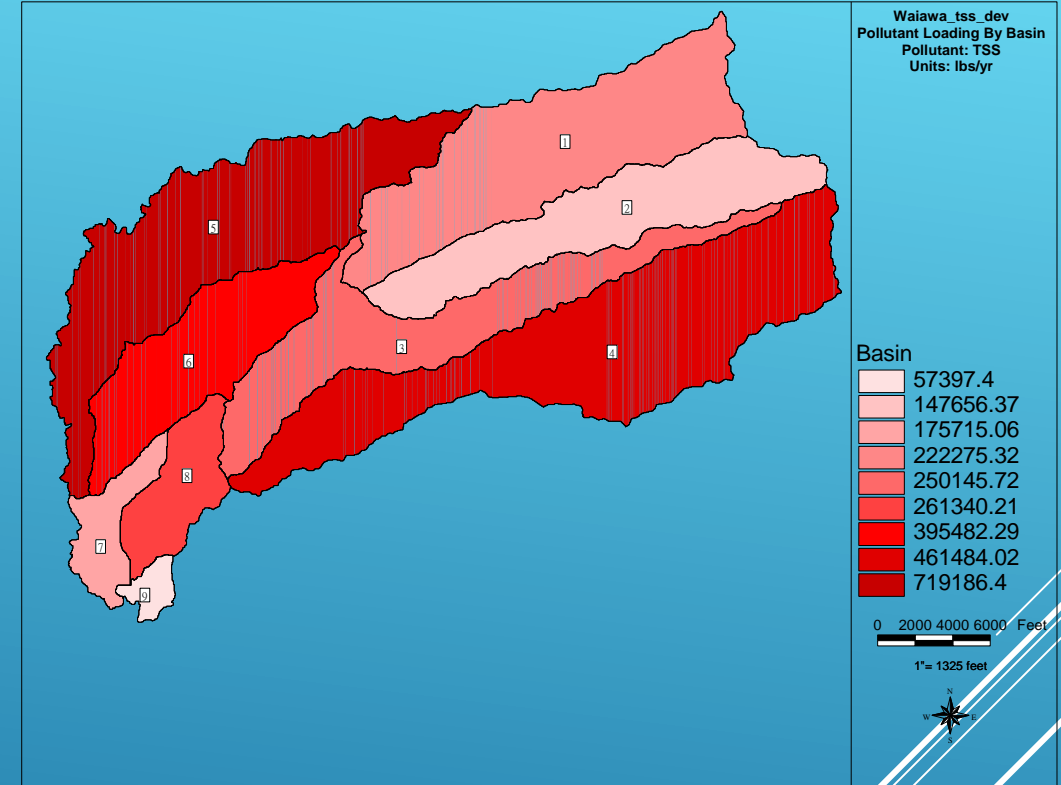 Waiawa_tss_dev
Pollutant Loading By Basin
Pollutant: TSS
Units: lbs/yr
1
2
5
3
4
6
8
7
9
Basin
57397.4
147656.37
175715.06
222275.32
250145.72
261340.21
395482.29
461484.02
719186.4
0 2000 4000 6000 Feet
1"= 1325 feet
N
W E
S